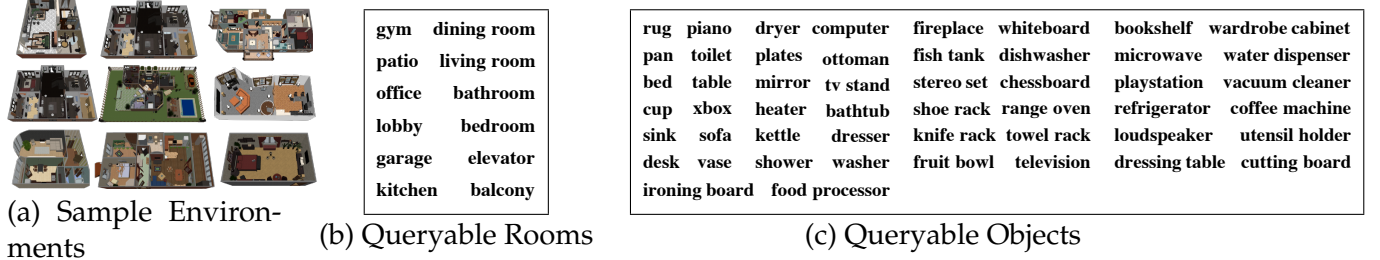 gym dining room
patio living room
office bathroom
lobby bedroom
garage elevator
kitchen balcony
rug piano dryer computer fireplace whiteboard bookshelf wardrobe cabinet
pan toilet plates ottoman fish tank dishwasher microwave water dispenser
bed table mirror tv stand stereo set chessboard playstation vacuum cleaner
cup xbox heater bathtub shoe rack range oven refrigerator coffee machine
sink sofa kettle dresser knife rack towel rack loudspeaker utensil holder
desk vase shower washer fruit bowl television dressing table cutting board
ironing board food processor
(a) Sample Environ-
ments
(b) Queryable Rooms
(c) Queryable Objects